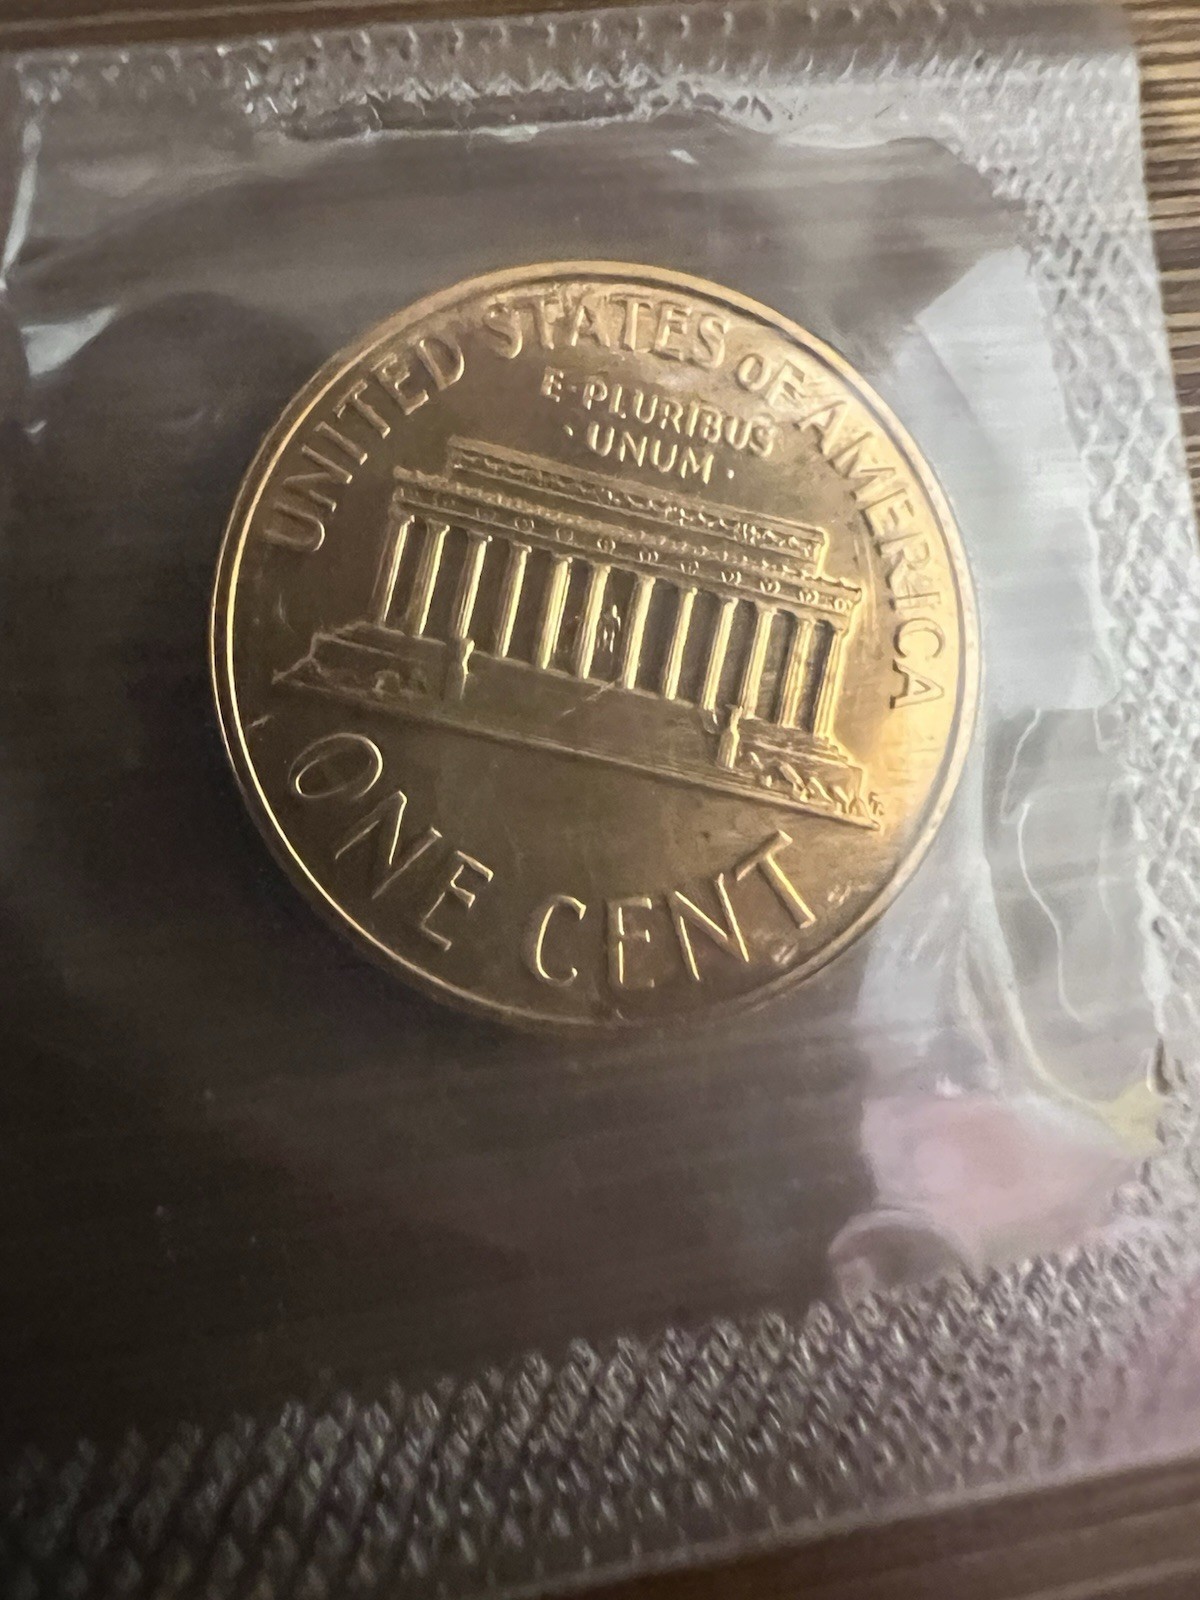 UNITED STATES OF AMERICA
E·PLURIBUS
·UNUM·
ONE CENT